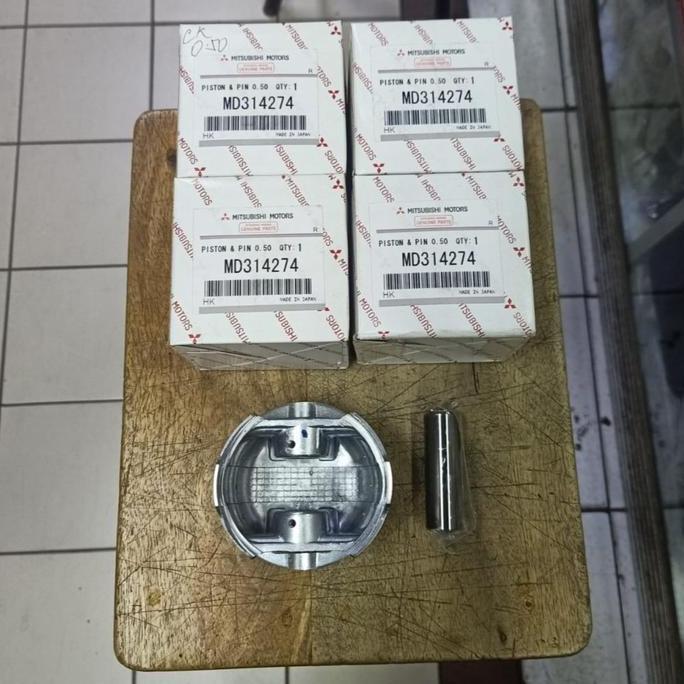 CK
0.50
MITSUBISHI MOTORS
GENUINE PARTS
R
PISTON & PIN 0.50 QTY: 1
MD314274
HK MADE IN JAPAN
MITSUBISHI MOTORS
GENUINE PARTS
R
PISTON & PIN 0.50 QTY: 1
MD314274
HK MADE IN JAPAN
MITSUBISHI MOTORS
GENUINE PARTS
R
PISTON & PIN 0.50 QTY: 1
MD314274
HK MADE IN JAPAN
MITSUBISHI MOTORS
GENUINE PARTS
R
PISTON & PIN 0.50 QTY: 1
MD314274
HK MADE IN JAPAN